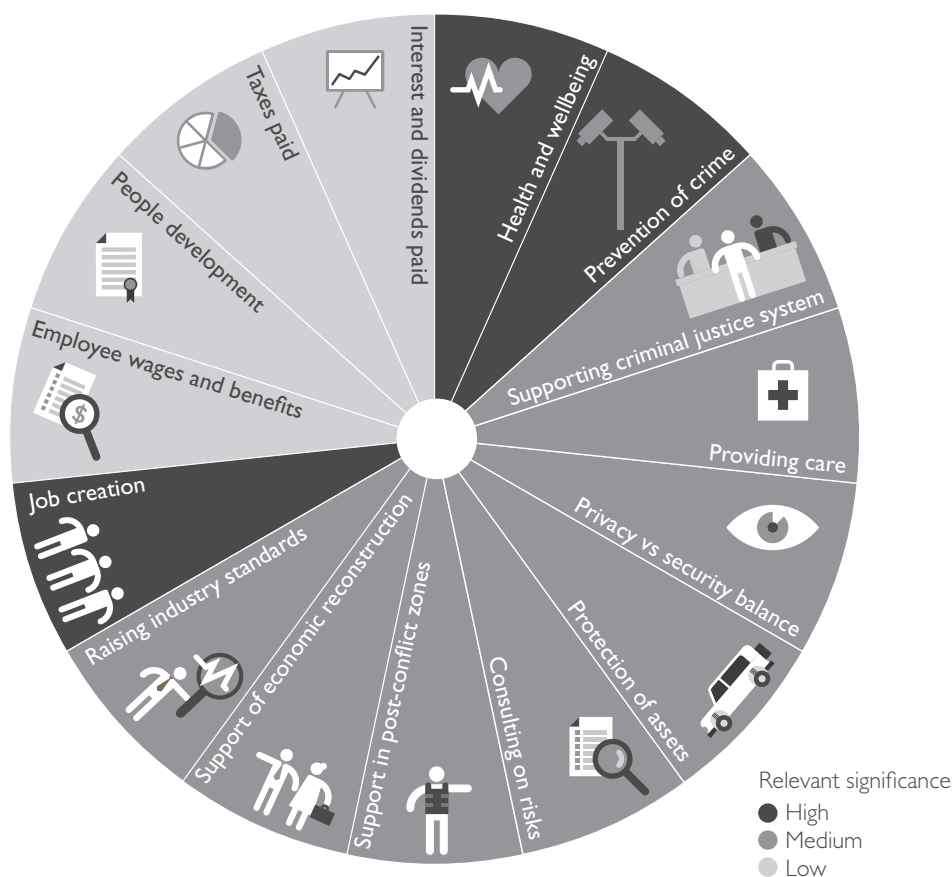 Interest and dividends paid
Health and wellbeing
Prevention of crime
Supporting criminal justice system
Providing care
Privacy vs security balance
Protection of assets
Consulting on risks
Support in post-conflict zones
Support of economic reconstruction
Raising industry standards
Job creation
Employee wages and benefits
$
People development
Taxes paid
Relevant significance
High
Medium
Low